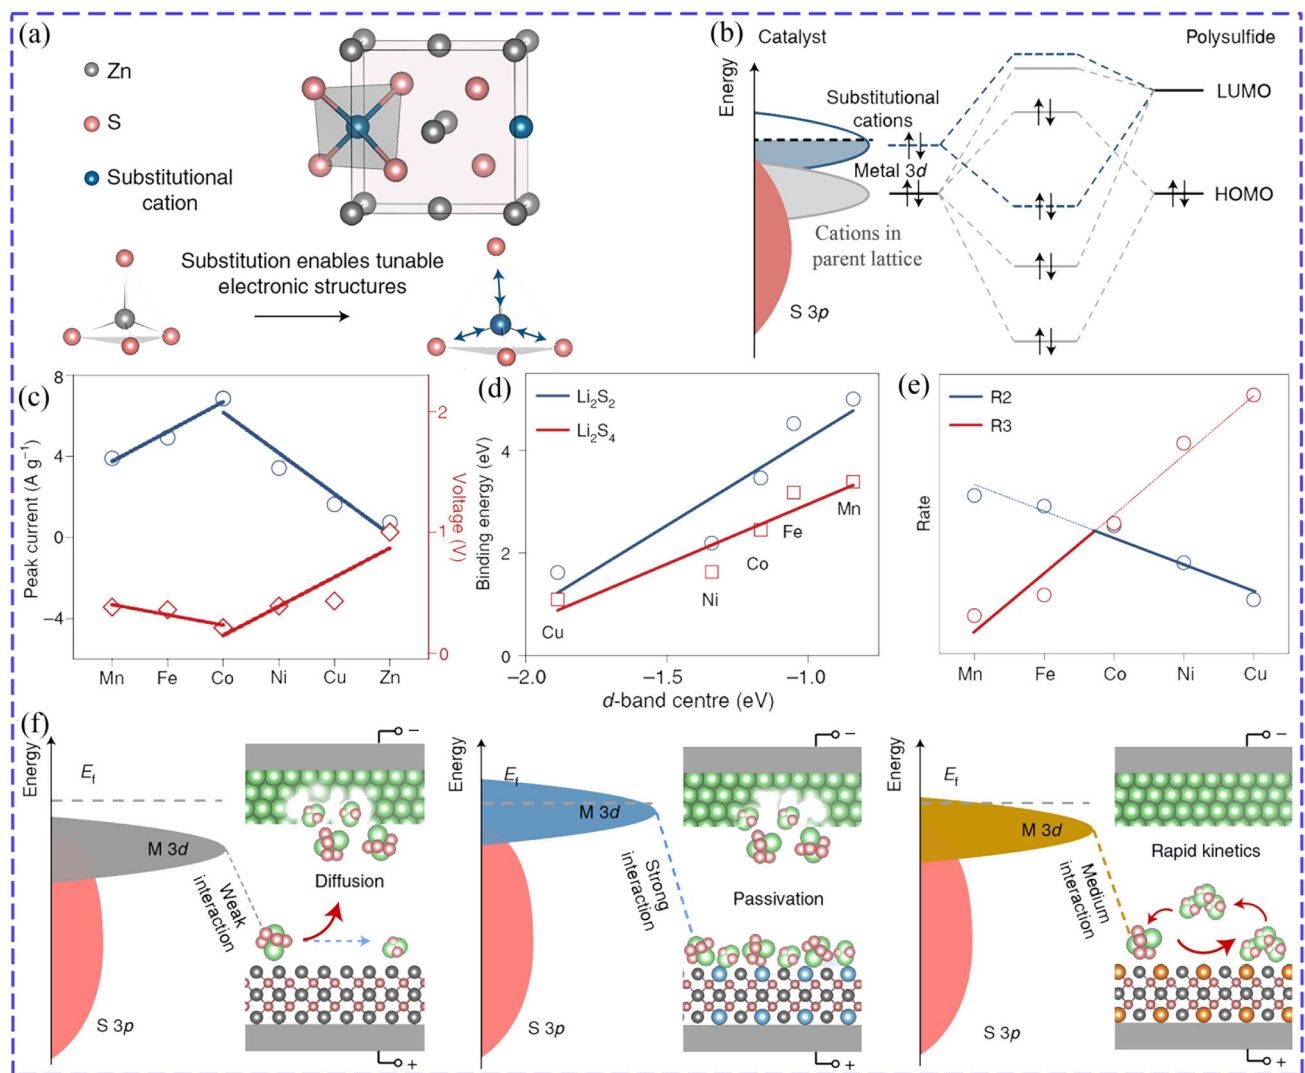 (a)
Zn
S
Substitutional
cation
Substitution enables tunable
electronic structures
(b)
Catalyst
Polysulfide
Energy
Substitutional
cations
Metal 3d
Cations in
parent lattice
S 3p
LUMO
HOMO
(c)
Peak current (A g⁻¹)
8
4
0
−4
Mn Fe Co Ni Cu Zn
Voltage (V)
2
1
0
(d)
Li₂S₂
Li₂S₄
Binding energy (eV)
4
2
0
Cu
Ni
Co
Fe
Mn
−2.0 −1.5 −1.0
d-band centre (eV)
(e)
R2
R3
Rate
Mn Fe Co Ni Cu
(f)
Energy
E_f
M 3d
S 3p
Weak
interaction
Diffusion
−
+
Energy
E_f
M 3d
S 3p
Strong
interaction
Passivation
−
+
Energy
E_f
M 3d
S 3p
Medium
interaction
Rapid kinetics
−
+